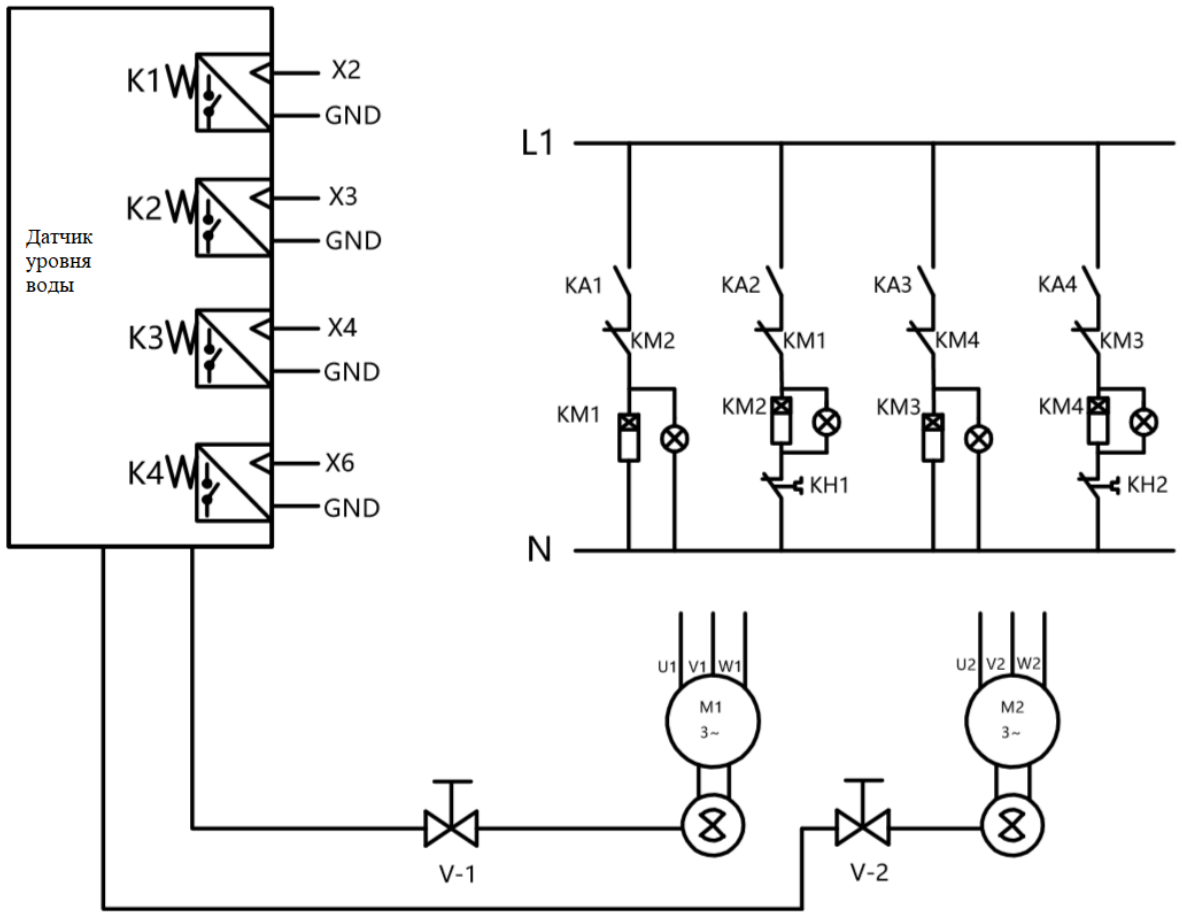 K1
X2
GND
K2
X3
GND
Датчик
уровня
воды
K3
X4
GND
K4
X6
GND
L1
KA1
KA2
KA3
KA4
KM2
KM1
KM4
KM3
KM1
KM2
KM3
KM4
KH1
KH2
N
U1
V1
W1
M1
3~
U2
V2
W2
M2
3~
V-1
V-2